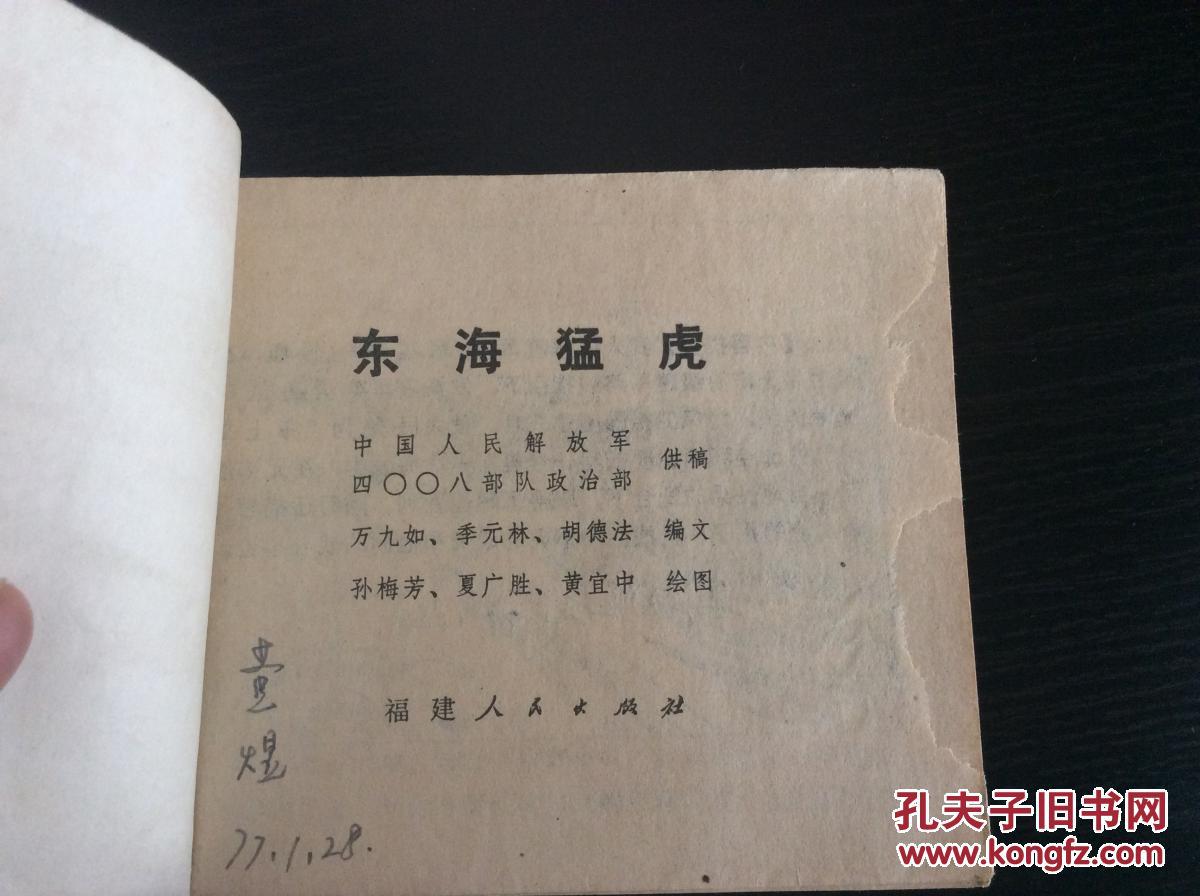 东海猛虎
中国人民解放军
四〇〇八部队政治部
供稿
万九如、季元林、胡德法 编文
孙梅芳、夏广胜、黄宜中 绘图
福建人民出版社
煜
77.1.28.
孔夫子旧书网
www.kongfz.com